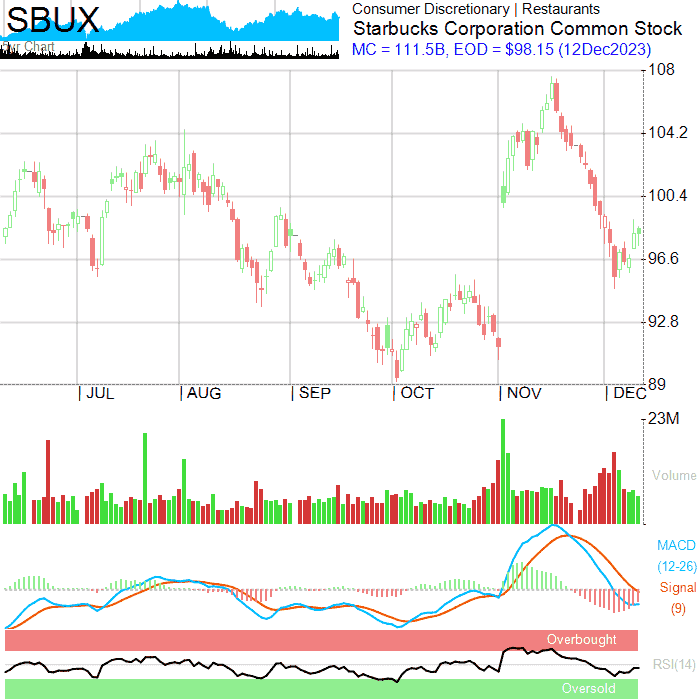 SBUX
Consumer Discretionary | Restaurants
Starbucks Corporation Common Stock
MC = 111.5B, EOD = $98.15 (12Dec2023)
108
104.2
100.4
96.6
92.8
89
| JUL | AUG | SEP | OCT | NOV | DEC
23M
Volume
MACD
(12-26)
Signal
(9)
Overbought
RSI(14)
Oversold